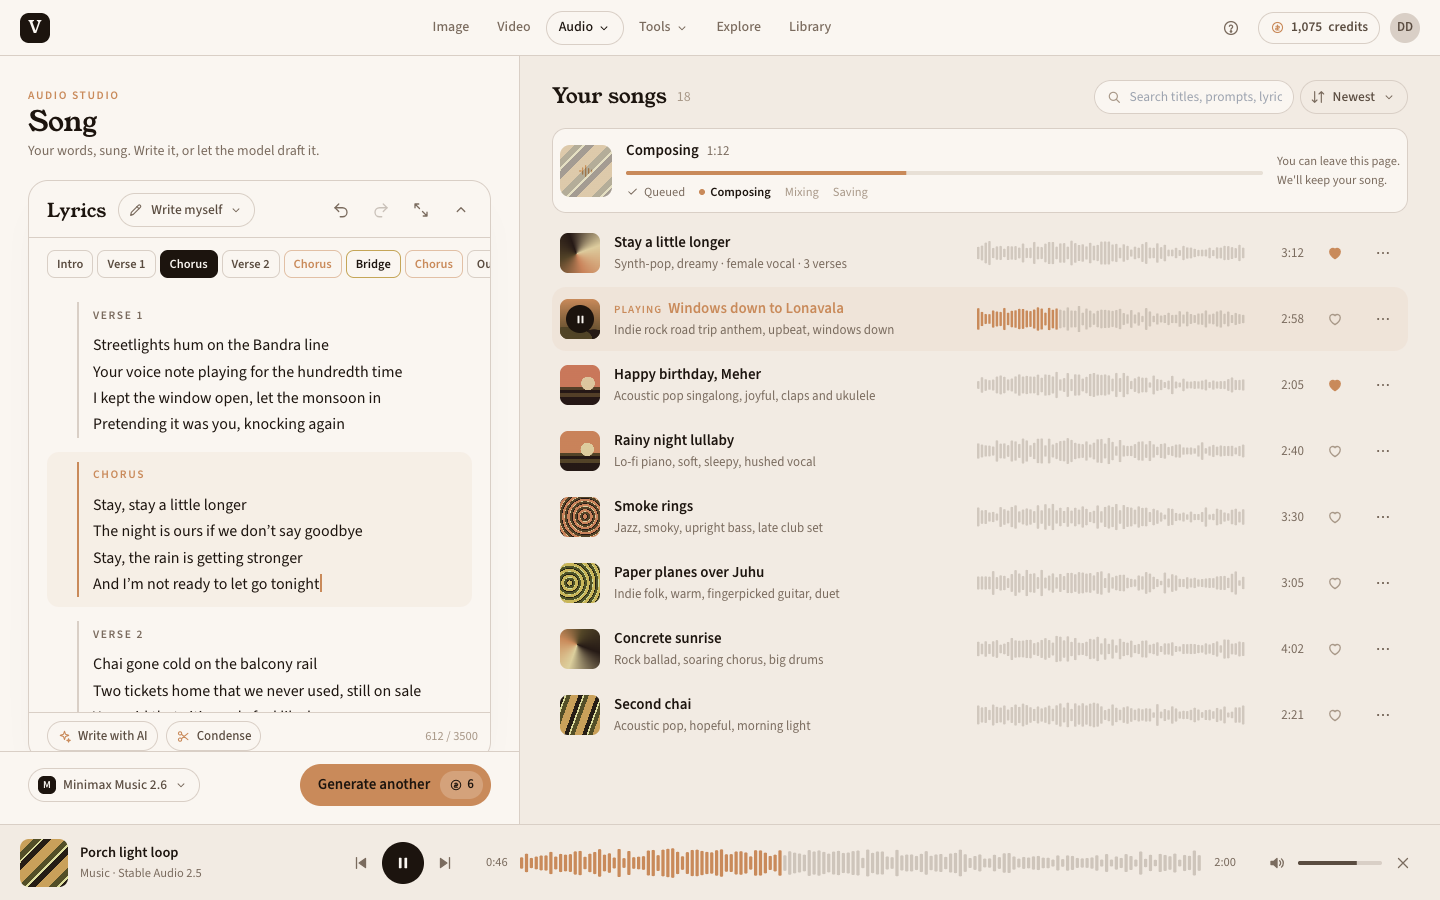 V
Image
Video
Audio
Tools
Explore
Library
1,075 credits
DD
AUDIO STUDIO
Song
Your words, sung. Write it, or let the model draft it.
Lyrics
Write myself
Intro
Verse 1
Chorus
Verse 2
Chorus
Bridge
Chorus
Ou
VERSE 1
Streetlights hum on the Bandra line
Your voice note playing for the hundredth time
I kept the window open, let the monsoon in
Pretending it was you, knocking again
CHORUS
Stay, stay a little longer
The night is ours if we don’t say goodbye
Stay, the rain is getting stronger
And I’m not ready to let go tonight
VERSE 2
Chai gone cold on the balcony rail
Two tickets home that we never used, still on sale
Write with AI
Condense
612 / 3500
M
Minimax Music 2.6
Generate another
6
Your songs 18
Search titles, prompts, lyric
Newest
Composing 1:12
Queued
Composing
Mixing
Saving
You can leave this page.
We'll keep your song.
Stay a little longer
Synth-pop, dreamy · female vocal · 3 verses
3:12
PLAYING Windows down to Lonavala
Indie rock road trip anthem, upbeat, windows down
2:58
Happy birthday, Meher
Acoustic pop singalong, joyful, claps and ukulele
2:05
Rainy night lullaby
Lo-fi piano, soft, sleepy, hushed vocal
2:40
Smoke rings
Jazz, smoky, upright bass, late club set
3:30
Paper planes over Juhu
Indie folk, warm, fingerpicked guitar, duet
3:05
Concrete sunrise
Rock ballad, soaring chorus, big drums
4:02
Second chai
Acoustic pop, hopeful, morning light
2:21
Porch light loop
Music · Stable Audio 2.5
0:46
2:00